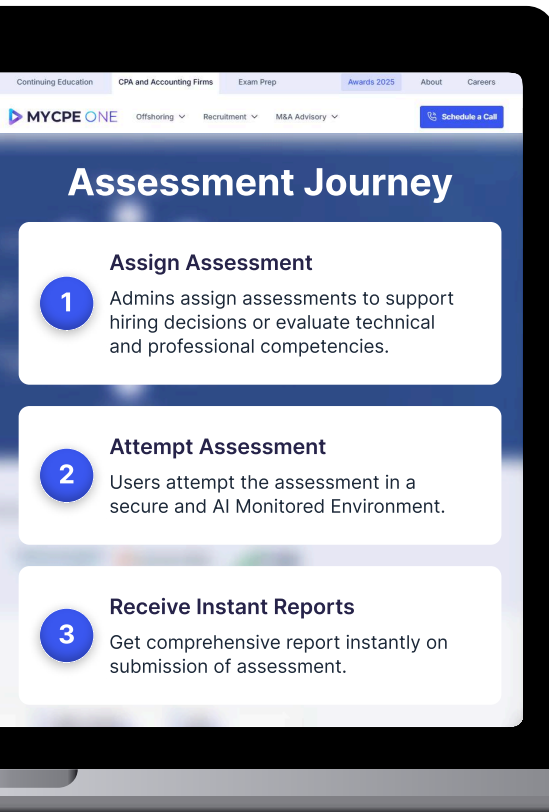 Continuing Education CPA and Accounting Firms Exam Prep Awards 2025 About Careers
MYCPE ONE Offshoring Recruitment M&A Advisory Schedule a Call
Assessment Journey
Assign Assessment
1
Admins assign assessments to support
hiring decisions or evaluate technical
and professional competencies.
Attempt Assessment
2
Users attempt the assessment in a
secure and AI Monitored Environment.
Receive Instant Reports
3
Get comprehensive report instantly on
submission of assessment.